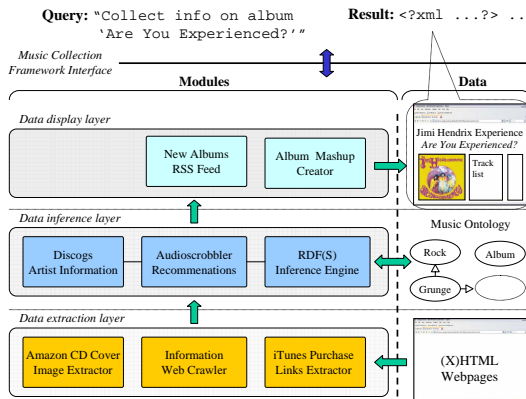 Query: "Collect info on album
'Are You Experienced?'"
Result: <?xml ...?> ..
Music Collection
Framework Interface
Modules
Data
Data display layer
New Albums
RSS Feed
Album Mashup
Creator
Jimi Hendrix Experience
Are You Experienced?
Track
list
Data inference layer
Discogs
Artist Information
Audioscrobbler
Recommenations
RDF(S)
Inference Engine
Music Ontology
Rock
Album
Grunge
Data extraction layer
Amazon CD Cover
Image Extractor
Information
Web Crawler
iTunes Purchase
Links Extractor
(X)HTML
Webpages